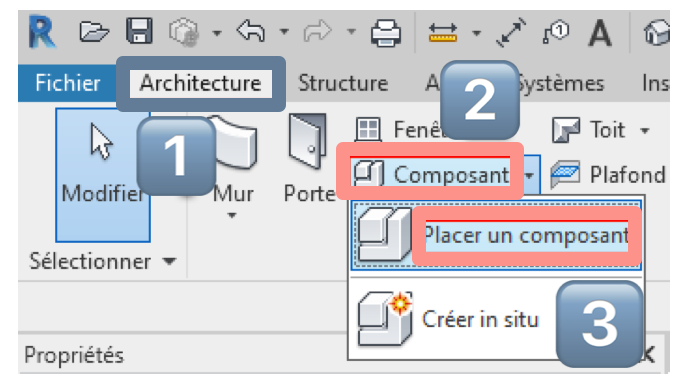 Fichier Architecture Structure A Systèmes Ins
1 2
Modifier Mur Porte Fenê Toit
Composant Plafond
Placer un composant
Sélectionner
Créer in situ
3
Propriétés